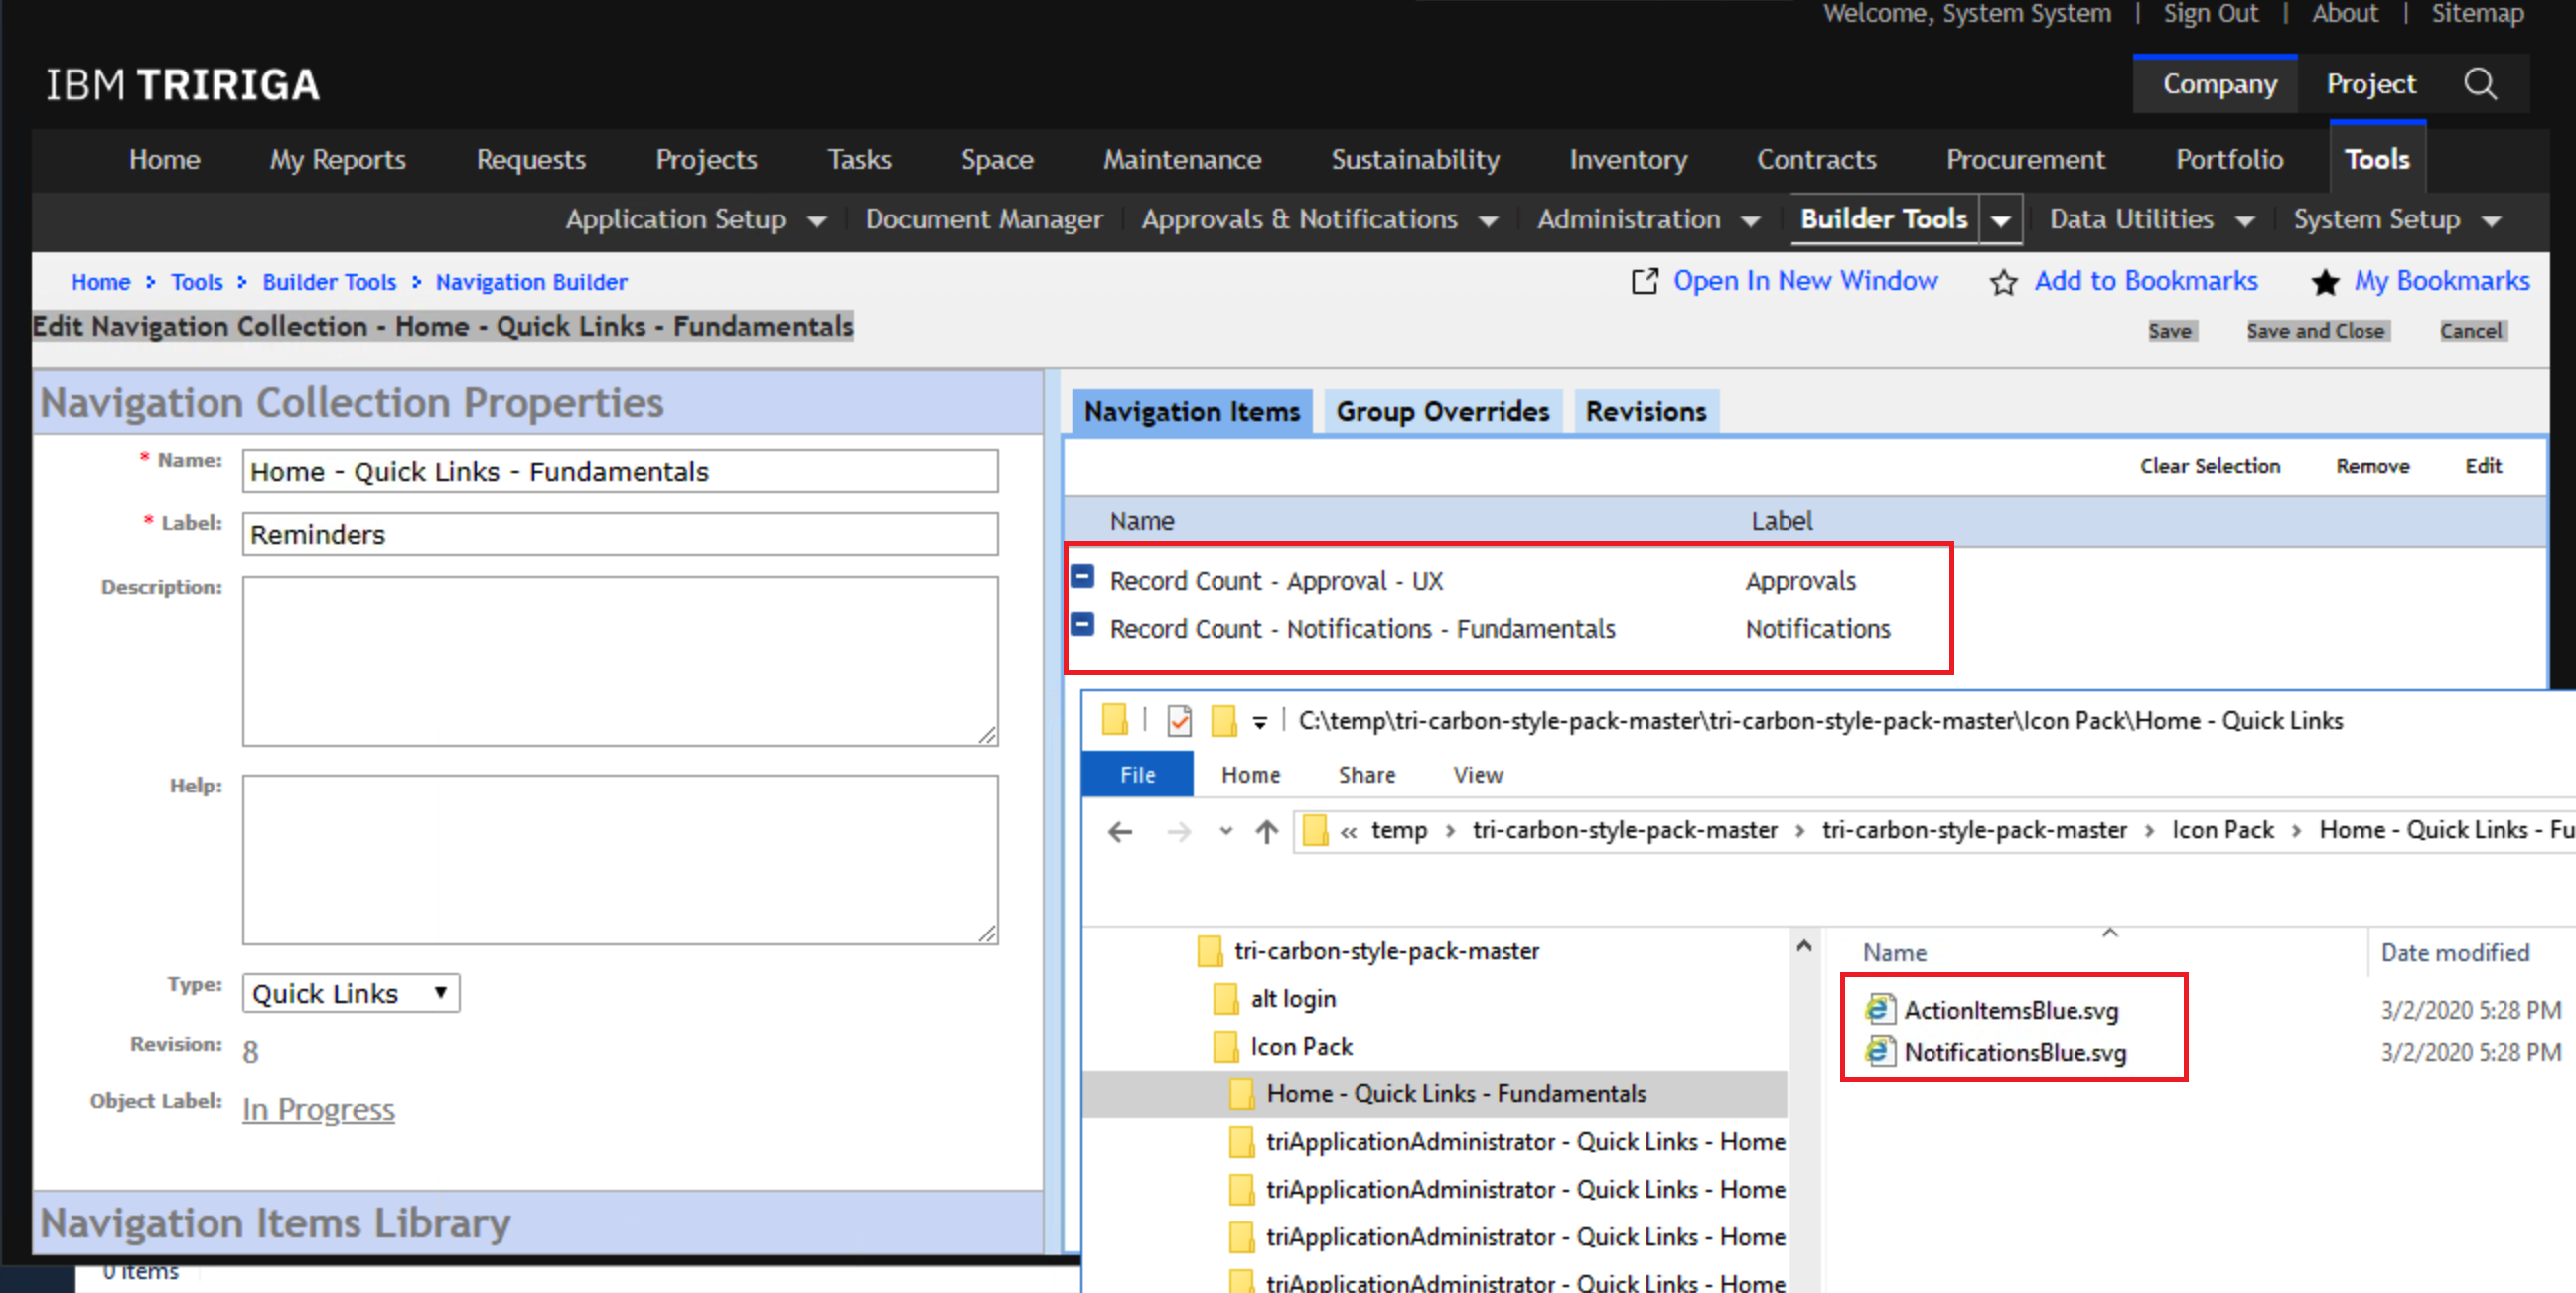 Welcome, System System | Sign Out | About | Sitemap
IBM TRIRIGA
Company Project
Home My Reports Requests Projects Tasks Space Maintenance Sustainability Inventory Contracts Procurement Portfolio Tools
Application Setup Document Manager Approvals & Notifications Administration Builder Tools Data Utilities System Setup
Home Tools Builder Tools Navigation Builder
Open In New Window Add to Bookmarks My Bookmarks
Edit Navigation Collection - Home - Quick Links - Fundamentals
Save Save and Close Cancel
Navigation Collection Properties
* Name: Home - Quick Links - Fundamentals
* Label: Reminders
Description:
Help:
Type: Quick Links
Revision: 8
Object Label: In Progress
Navigation Items Library
0 items
Navigation Items Group Overrides Revisions
Clear Selection Remove Edit
Name Label
Record Count - Approval - UX Approvals
Record Count - Notifications - Fundamentals Notifications
C:\temp\tri-carbon-style-pack-master\tri-carbon-style-pack-master\Icon Pack\Home - Quick Links
File Home Share View
« temp > tri-carbon-style-pack-master > tri-carbon-style-pack-master > Icon Pack > Home - Quick Links - Fu
tri-carbon-style-pack-master
alt login
Icon Pack
Home - Quick Links - Fundamentals
triApplicationAdministrator - Quick Links - Home
triApplicationAdministrator - Quick Links - Home
triApplicationAdministrator - Quick Links - Home
triApplicationAdministrator - Quick Links - Home
Name Date modified
ActionItemsBlue.svg 3/2/2020 5:28 PM
NotificationsBlue.svg 3/2/2020 5:28 PM